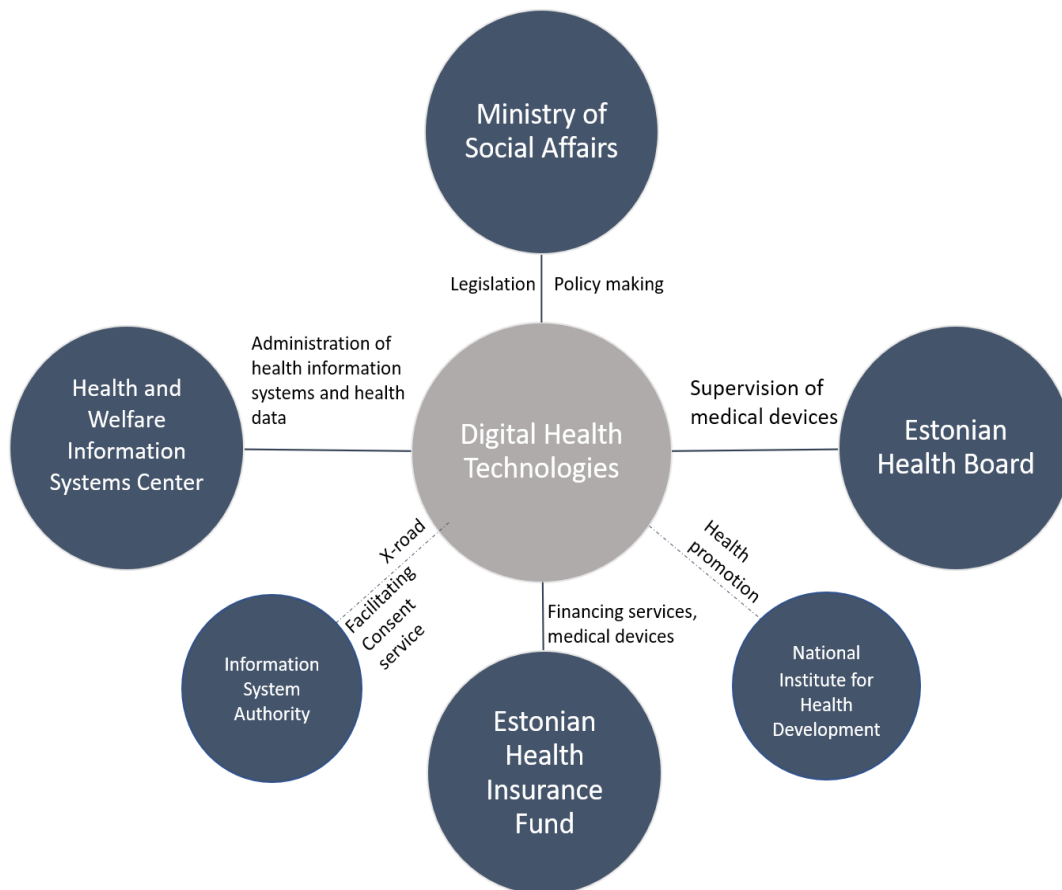 Ministry of
Social Affairs
Legislation
Policy making
Administration of
health information
systems and health
data
Health and
Welfare
Information
Systems Center
Digital Health
Technologies
Supervision of
medical devices
Estonian
Health Board
X-road
Facilitating
Consent
service
Health
promotion
Financing services,
medical devices
Information
System
Authority
National
Institute for
Health
Development
Estonian
Health
Insurance
Fund